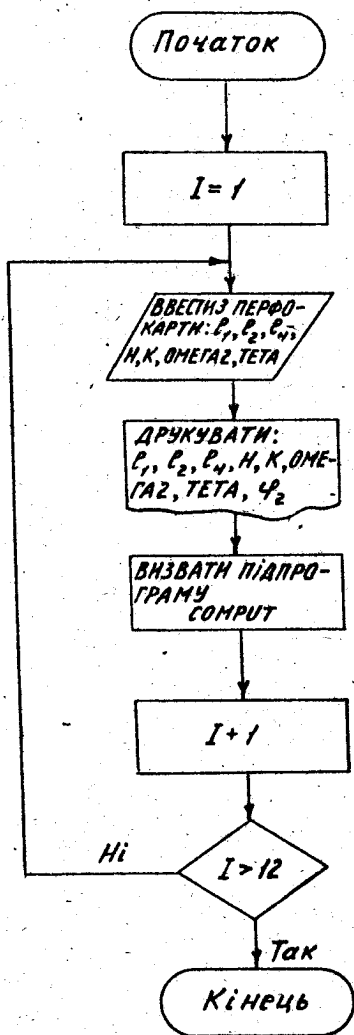 Початок
I = 1
ВВЕСПИЗ ПЕРФО-
КАРТИ: ℓ₁, ℓ₂, ℓ₄,
Н, К, ОМЕГА2, ТЕТА
ДРУКУВАТИ:
ℓ₁, ℓ₂, ℓ₄, Н, К, ОМЕ-
ГА2, ТЕТА, φ₂
ВИЗВАТИ ПІДПРО-
ГРАМУ
COMPUT
I + 1
Ні
I > 12
Так
Кінець